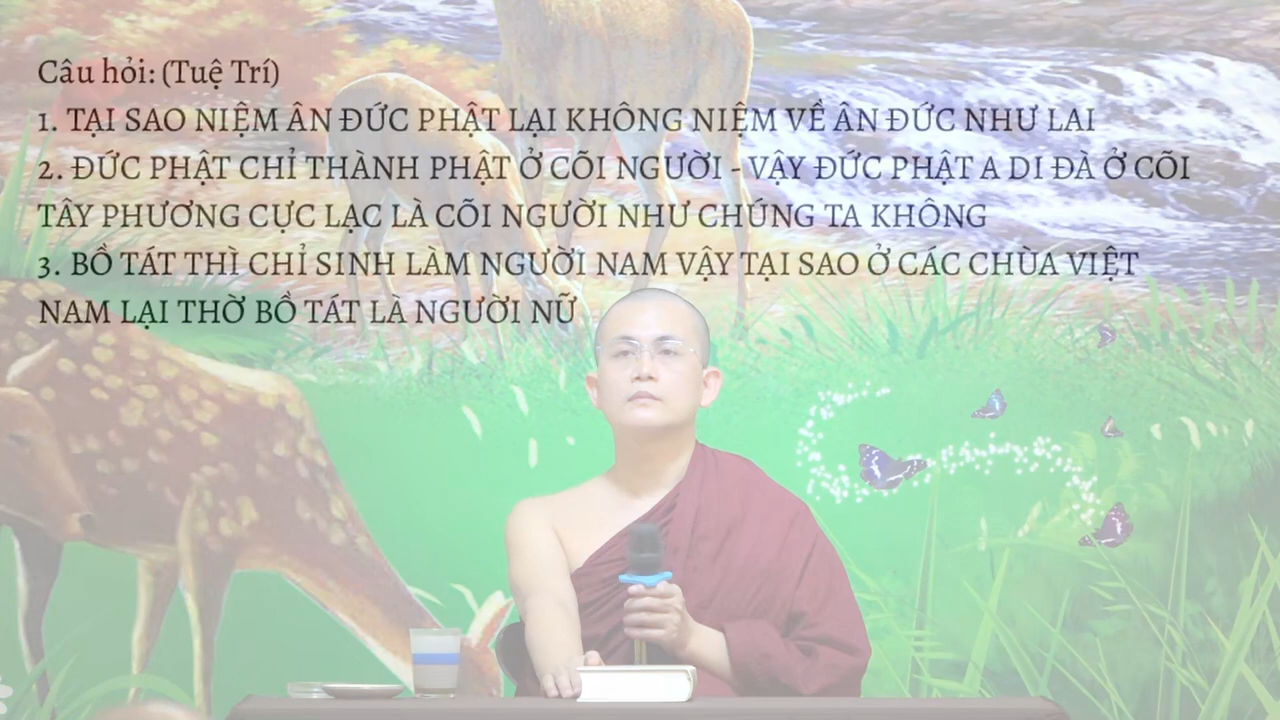 Câu hỏi: (Tuệ Trí)
1. TẠI SAO NIỆM ÂN ĐỨC PHẬT LẠI KHÔNG NIỆM VỀ ÂN ĐỨC NHƯ LAI
2. ĐỨC PHẬT CHỈ THÀNH PHẬT Ở CÕI NGƯỜI - VẬY ĐỨC PHẬT A DI ĐÀ Ở CÕI
TÂY PHƯƠNG CỰC LẠC LÀ CÕI NGƯỜI NHƯ CHÚNG TA KHÔNG
3. BỒ TÁT THÌ CHỈ SINH LÀM NGƯỜI NAM VẬY TẠI SAO Ở CÁC CHÙA VIỆT
NAM LẠI THỜ BỒ TÁT LÀ NGƯỜI NỮ